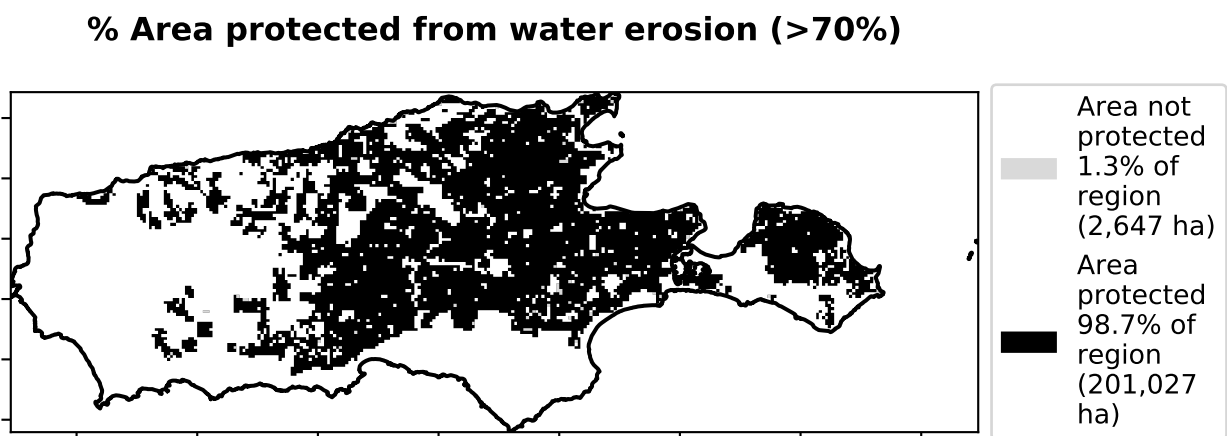 % Area protected from water erosion (>70%)
Area not
protected
1.3% of
region
(2,647 ha)
Area
protected
98.7% of
region
(201,027
ha)